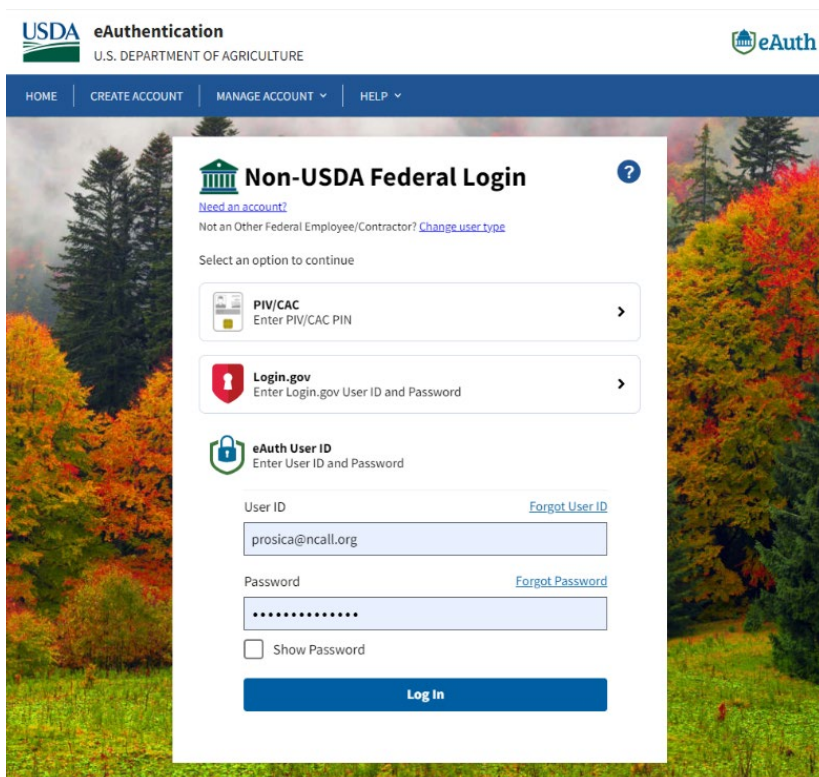 USDA eAuthentication
U.S. DEPARTMENT OF AGRICULTURE
eAuth
HOME CREATE ACCOUNT MANAGE ACCOUNT HELP
Non-USDA Federal Login ?
Need an account?
Not an Other Federal Employee/Contractor? Change user type
Select an option to continue
PIV/CAC
Enter PIV/CAC PIN
Login.gov
Enter Login.gov User ID and Password
eAuth User ID
Enter User ID and Password
User ID Forgot User ID
prosica@ncall.org
Password Forgot Password
••••••••••••••
Show Password
Log In